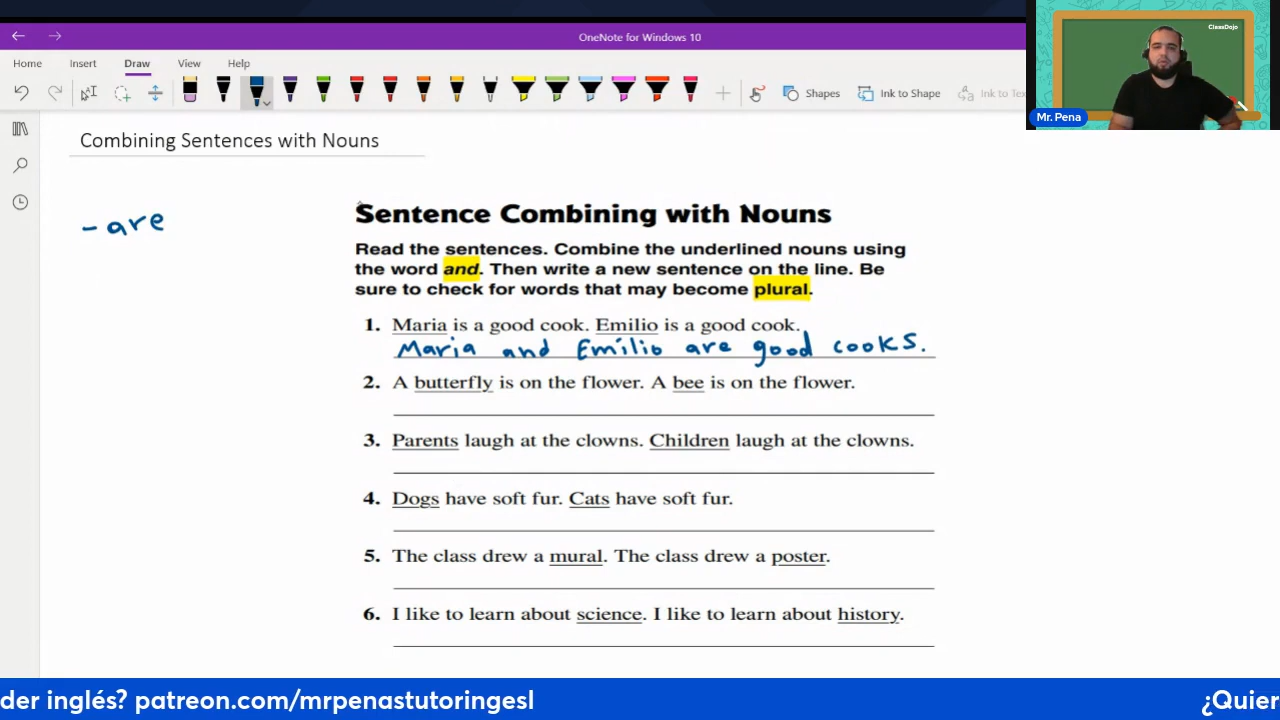 OneNote for Windows 10
Home Insert Draw View Help
Shapes Ink to Shape Ink to Tex
ClassDojo
Mr. Pena
Combining Sentences with Nouns
- are
Sentence Combining with Nouns
Read the sentences. Combine the underlined nouns using
the word and. Then write a new sentence on the line. Be
sure to check for words that may become plural.
1. Maria is a good cook. Emilio is a good cook.
Maria and Emilio are good cooks.
2. A butterfly is on the flower. A bee is on the flower.
3. Parents laugh at the clowns. Children laugh at the clowns.
4. Dogs have soft fur. Cats have soft fur.
5. The class drew a mural. The class drew a poster.
6. I like to learn about science. I like to learn about history.
der inglés? patreon.com/mrpenastutoringesl ¿Quier